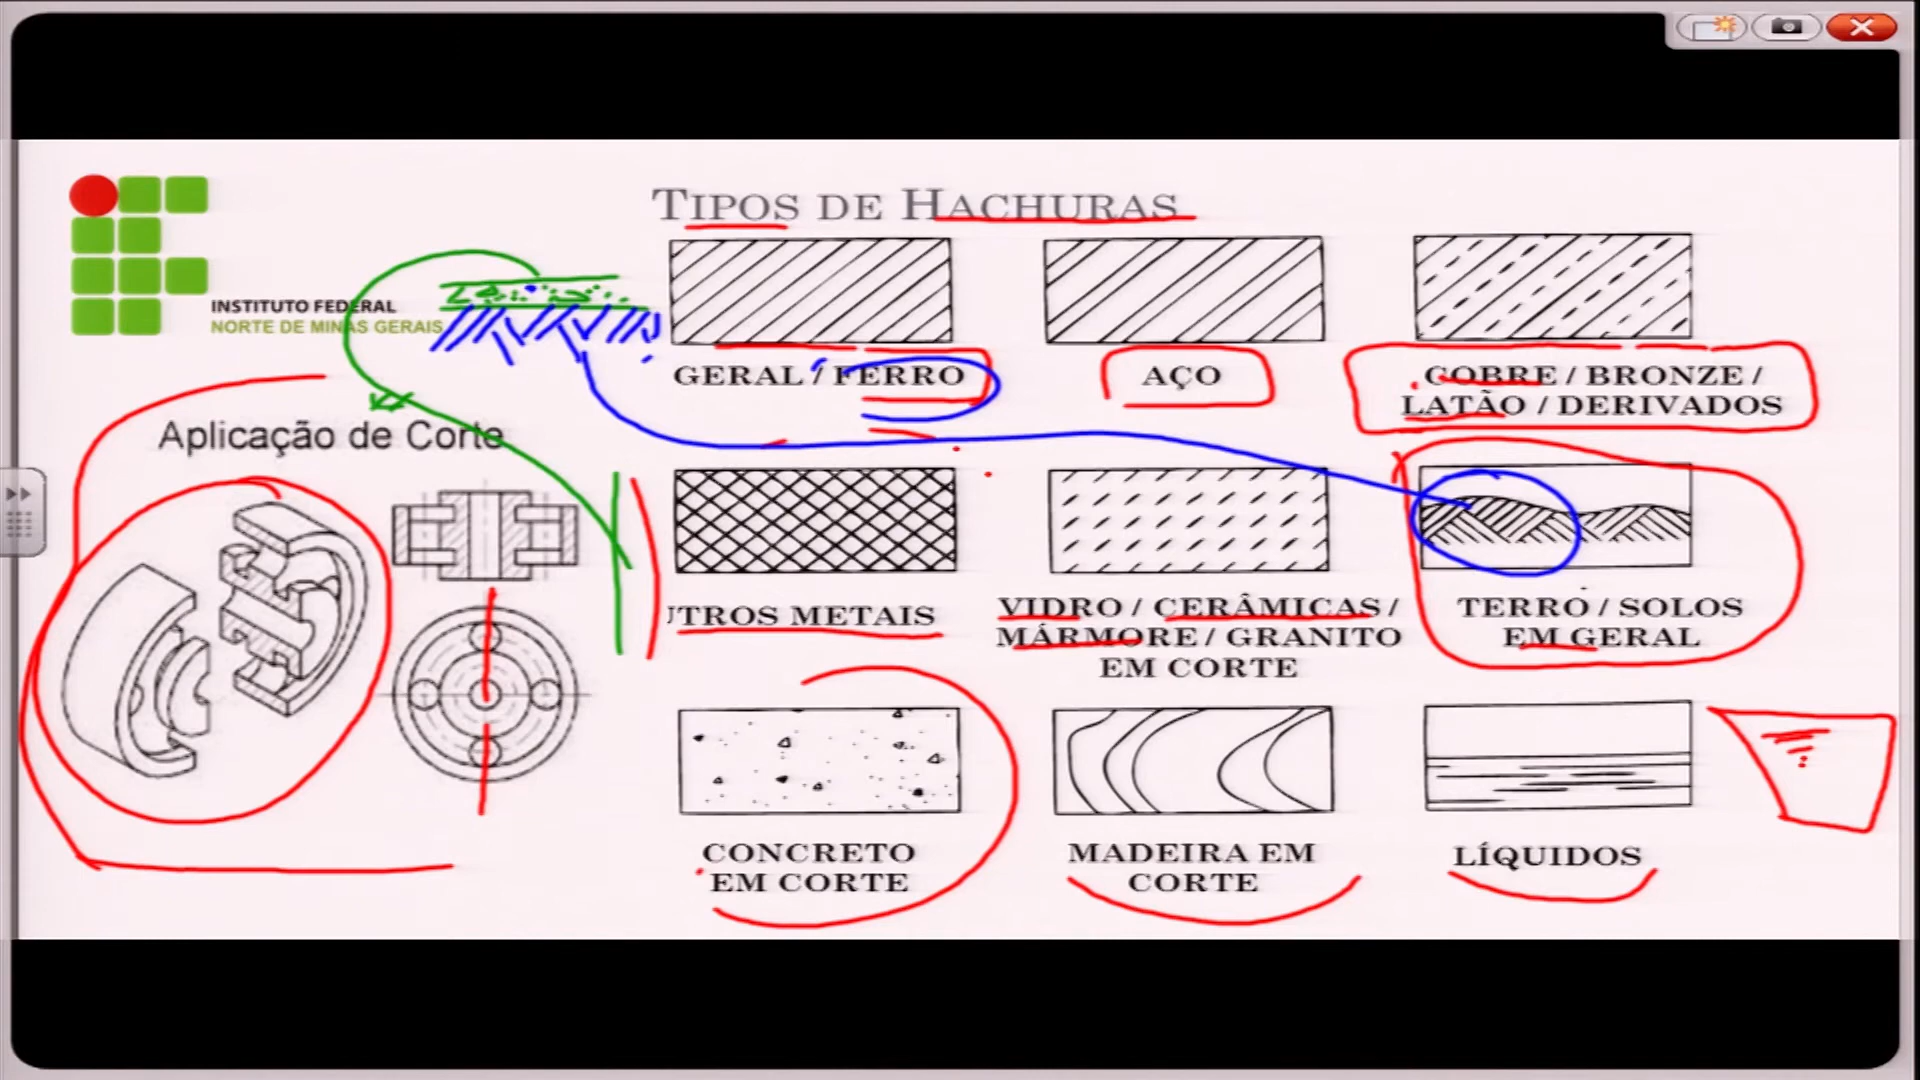 TIPOS DE HACHURAS
INSTITUTO FEDERAL
NORTE DE MINAS GERAIS
GERAL / FERRO
AÇO
COBRE / BRONZE /
LATÃO / DERIVADOS
Aplicação de Corte
UTROS METAIS
VIDRO / CERÂMICAS /
MÁRMORE / GRANITO
EM CORTE
TERRO / SOLOS
EM GERAL
CONCRETO
EM CORTE
MADEIRA EM
CORTE
LÍQUIDOS